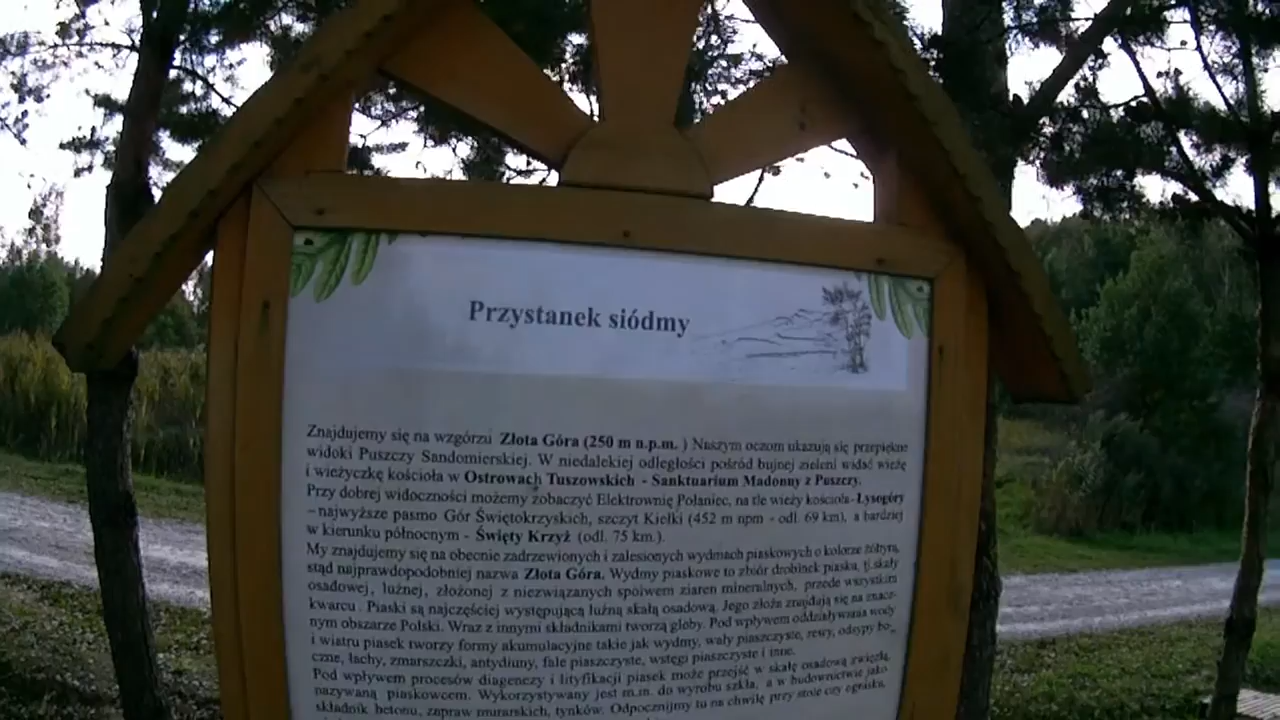 Przystanek siódmy
Znajdujemy się na wzgórzu Złota Góra (250 m n.p.m. ) Naszym oczom ukazują się przepiękne
widoki Puszczy Sandomierskiej. W niedalekiej odległości pośród bujnej zieleni widać wieżę
i wieżyczkę kościoła w Ostrowach Tuszowskich - Sanktuarium Madonny z Puszczy.
Przy dobrej widoczności możemy zobaczyć Elektrownię Połaniec, na tle wieży kościoła-Łysogóry
–najwyższe pasmo Gór Świętokrzyskich, szczyt Kiełki (452 m npm - odl. 69 km), a bardziej
w kierunku północnym - Święty Krzyż (odl. 75 km.).
My znajdujemy się na obecnie zadrzewionych i zalesionych wydmach piaskowych o kolorze żółtym,
stąd najprawdopodobniej nazwa Złota Góra. Wydmy piaskowe to zbiór drobinek piasku, tj.skały
osadowej, luźnej, złożonej z niezwiązanych spoiwem ziaren mineralnych, przede wszystkim
kwarcu . Piaski są najczęściej występującą luźną skałą osadową. Jego złoża znajdują się na znacz-
nym obszarze Polski. Wraz z innymi składnikami tworzą gleby. Pod wpływem oddziaływania wody
i wiatru piasek tworzy formy akumulacyjne takie jak wydmy, wały piaszczyste, rewy, odsypy bo-
czne, łachy, zmarszczki, antydiuny, fale piaszczyste, wstęgi piaszczyste i inne.
Pod wpływem procesów diagenezy i lityfikacji piasek może przejść w skałę osadową zwięzłą,
nazywaną piaskowcem. Wykorzystywany jest m.in. do wyrobu szkła, a w budownictwie jako
składnik betonu, zapraw murarskich, tynków. Odpocznijmy tu na chwilę przy stole czy ognisku,